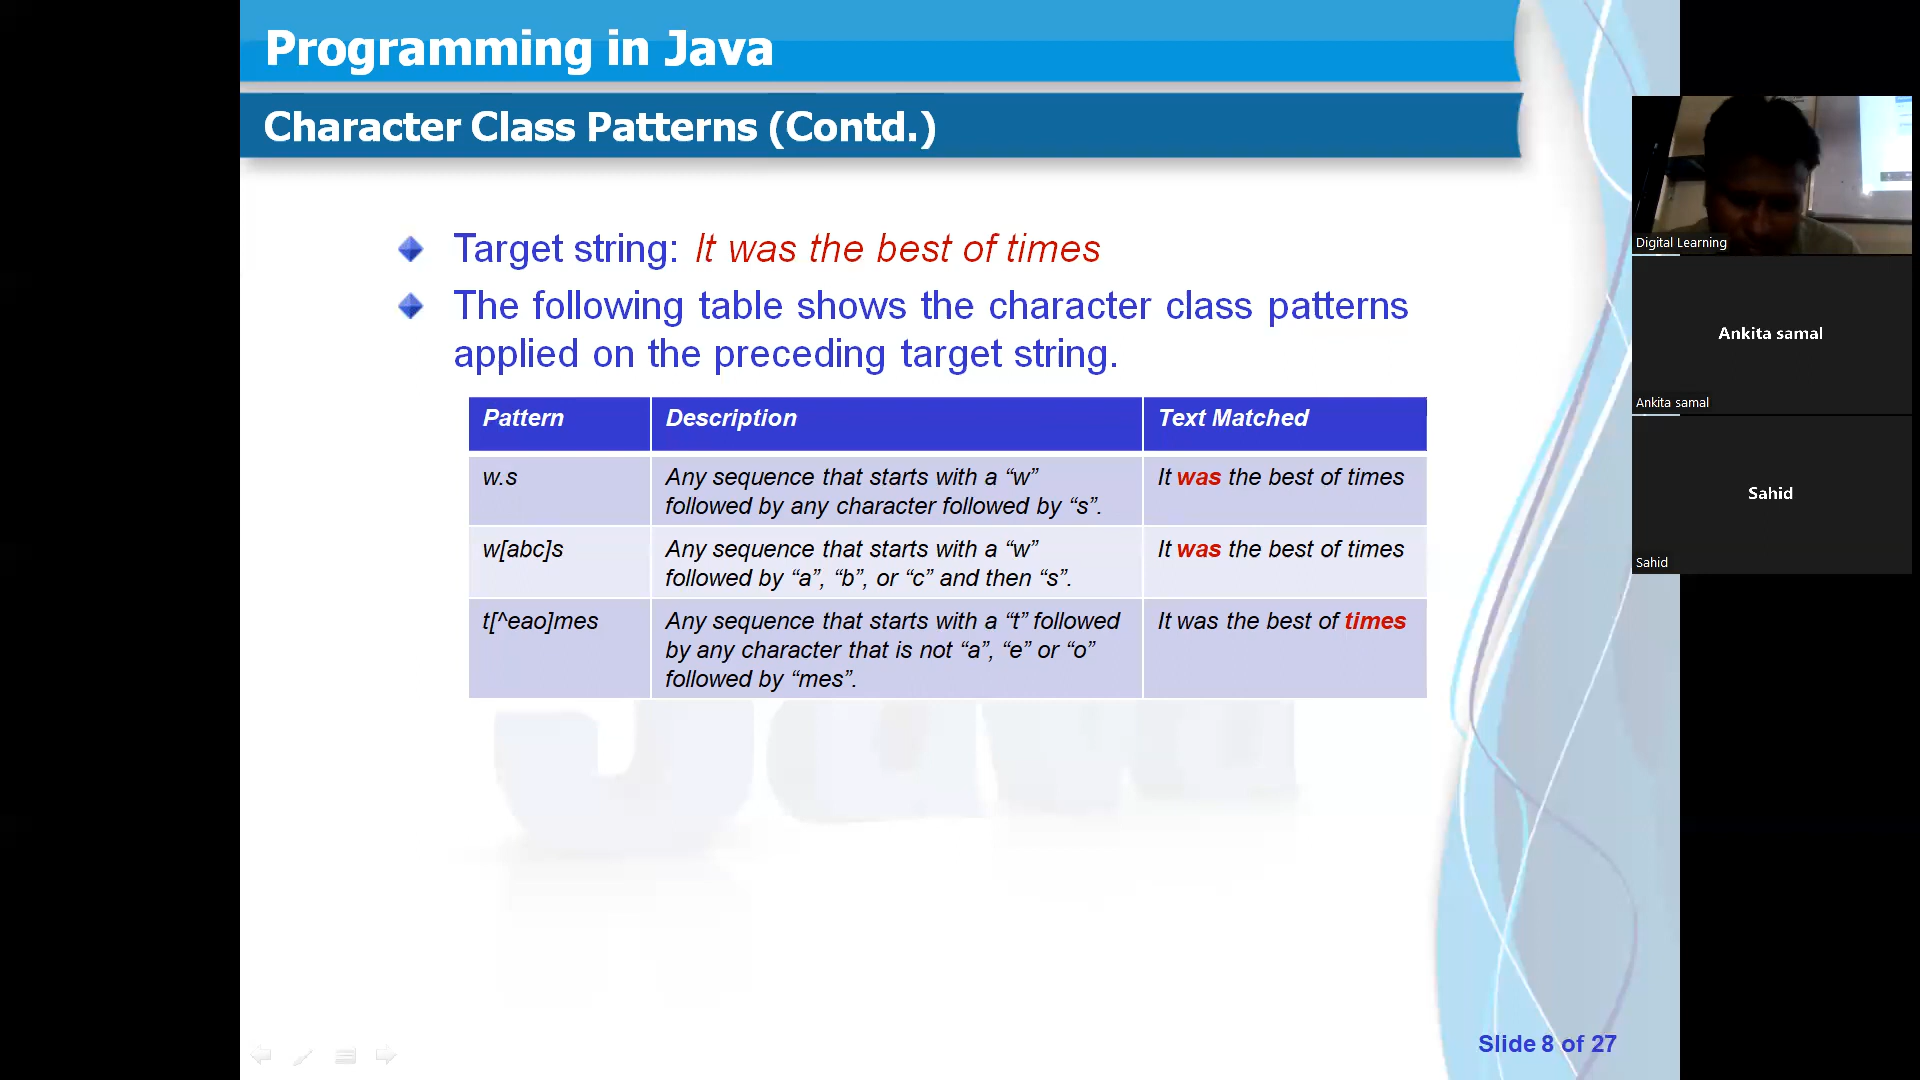 Programming in Java
Character Class Patterns (Contd.)
Target string: It was the best of times
The following table shows the character class patterns
applied on the preceding target string.
Pattern Description Text Matched
w.s Any sequence that starts with a “w” It was the best of times
followed by any character followed by “s”.
w[abc]s Any sequence that starts with a “w” It was the best of times
followed by “a”, “b”, or “c” and then “s”.
t[^eao]mes Any sequence that starts with a “t” followed It was the best of times
by any character that is not “a”, “e” or “o”
followed by “mes”.
Slide 8 of 27
Digital Learning
Ankita samal
Ankita samal
Sahid
Sahid